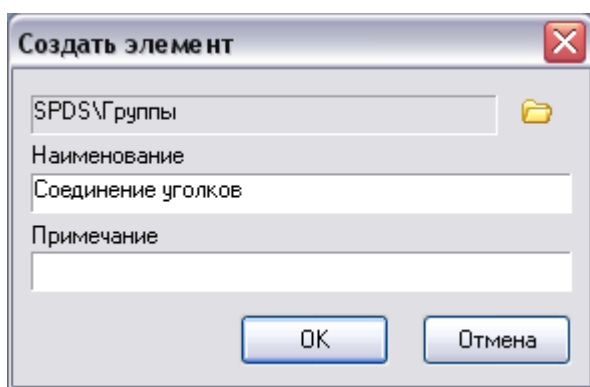 Создать элемент
SPDS\Группы
Наименование
Соединение уголков
Примечание
OK
Отмена